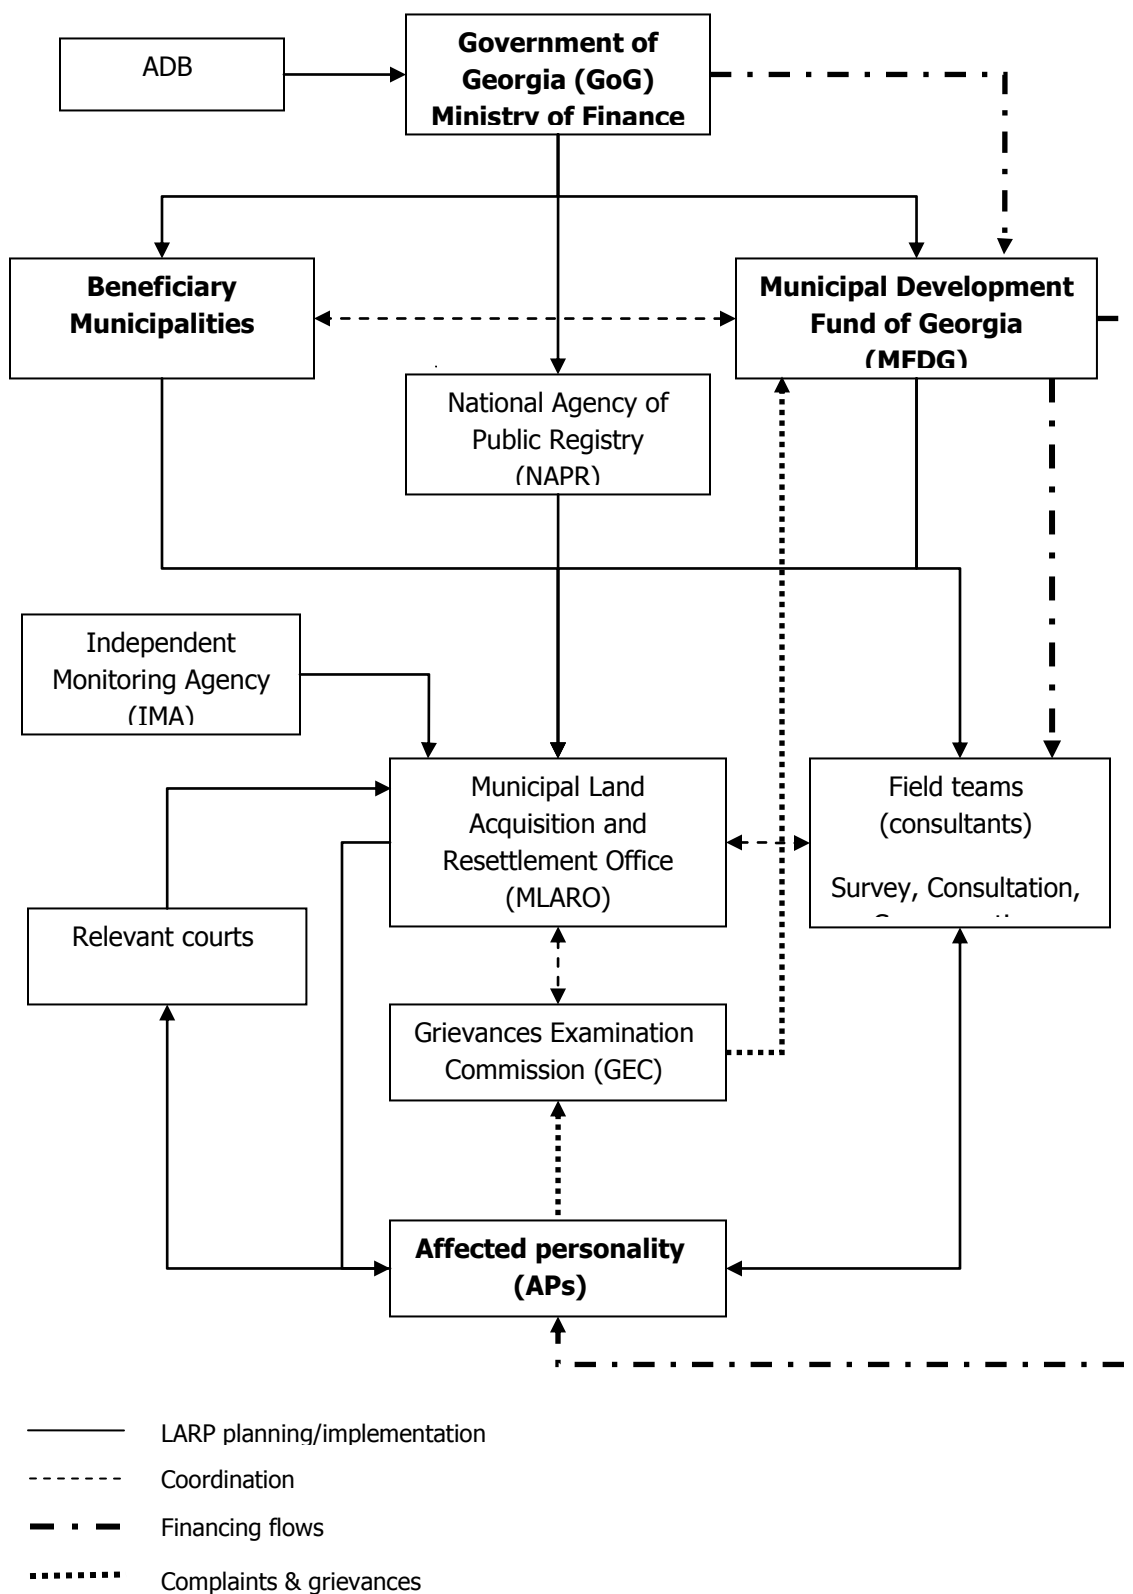 ADB
Government of
Georgia (GoG)
Ministry of Finance
Beneficiary
Municipalities
Municipal Development
Fund of Georgia
(MFDG)
National Agency of
Public Registry
(NAPR)
Independent
Monitoring Agency
(IMA)
Municipal Land
Acquisition and
Resettlement Office
(MLARO)
Field teams
(consultants)
Survey, Consultation,
Relevant courts
Grievances Examination
Commission (GEC)
Affected personality
(APs)
LARP planning/implementation
Coordination
Financing flows
Complaints & grievances